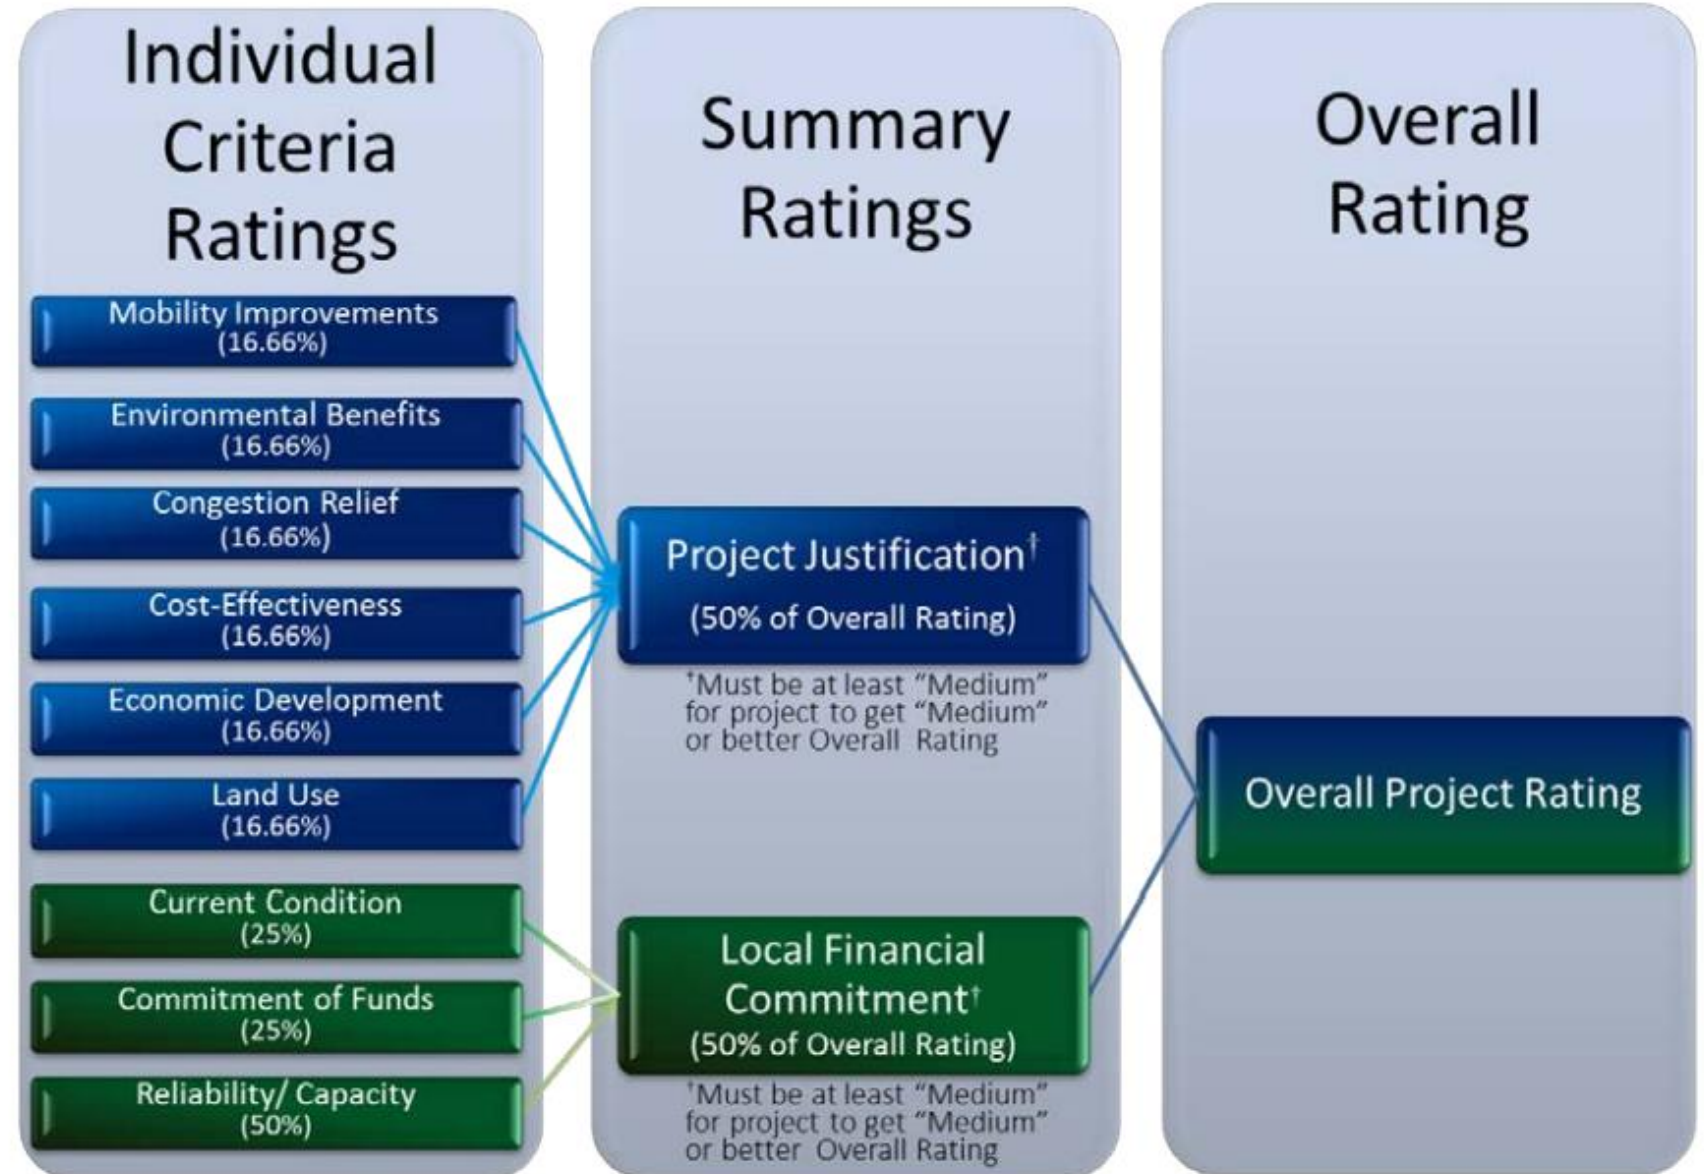 Individual
Criteria
Ratings
Mobility Improvements
(16.66%)
Environmental Benefits
(16.66%)
Congestion Relief
(16.66%)
Cost-Effectiveness
(16.66%)
Economic Development
(16.66%)
Land Use
(16.66%)
Current Condition
(25%)
Commitment of Funds
(25%)
Reliability/ Capacity
(50%)
Summary
Ratings
Project Justification†
(50% of Overall Rating)
†Must be at least “Medium”
for project to get “Medium”
or better Overall Rating
Local Financial
Commitment†
(50% of Overall Rating)
†Must be at least “Medium”
for project to get “Medium”
or better Overall Rating
Overall
Rating
Overall Project Rating